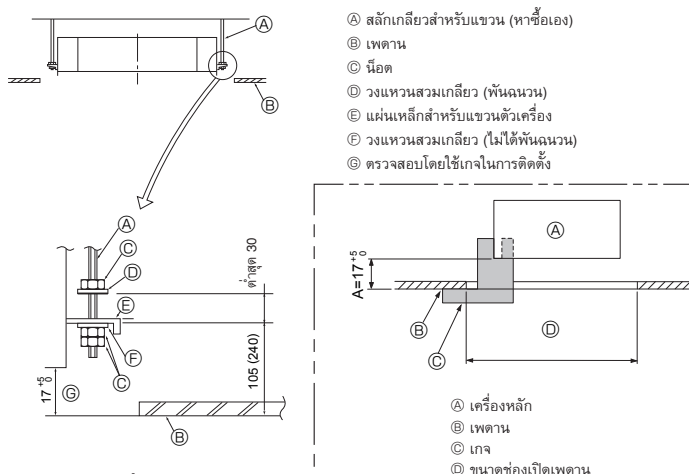 Ⓐ
Ⓑ
Ⓐ สลักเกลียวสำหรับแขวน (หาซื้อเอง)
Ⓑ เพดาน
Ⓒ น็อต
Ⓓ วงแหวนสวมเกลียว (พันฉนวน)
Ⓔ แผ่นเหล็กสำหรับแขวนตัวเครื่อง
Ⓕ วงแหวนสวมเกลียว (ไม่ได้พันฉนวน)
Ⓖ ตรวจสอบโดยใช้เกจในการติดตั้ง
Ⓐ
Ⓒ
Ⓓ
ต่ำสุด 30
Ⓔ
Ⓕ
105 (240)
Ⓒ
17 +5 0
Ⓖ
Ⓑ
Ⓐ
A=17 +5 0
Ⓑ
Ⓒ
Ⓓ
Ⓐ เครื่องหลัก
Ⓑ เพดาน
Ⓒ เกจ
Ⓓ ขนาดช่องเปิดเพดาน